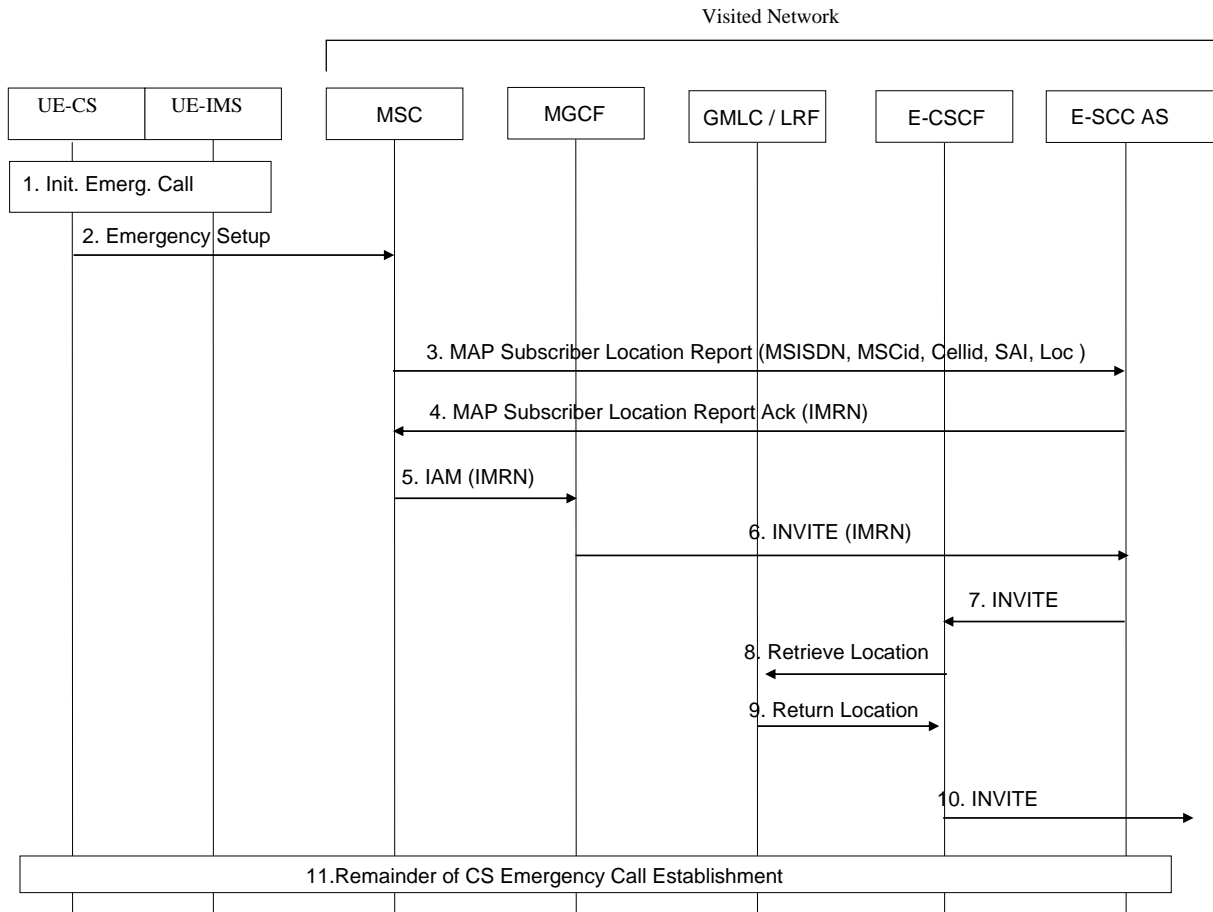 Visited Network
UE-CS
UE-IMS
MSC
MGCF
GMLC / LRF
E-CSCF
E-SCC AS
1. Init. Emerg. Call
2. Emergency Setup
3. MAP Subscriber Location Report (MSISDN, MSCid, Cellid, SAI, Loc )
4. MAP Subscriber Location Report Ack (IMRN)
5. IAM (IMRN)
6. INVITE (IMRN)
7. INVITE
8. Retrieve Location
9. Return Location
10. INVITE
11.Remainder of CS Emergency Call Establishment